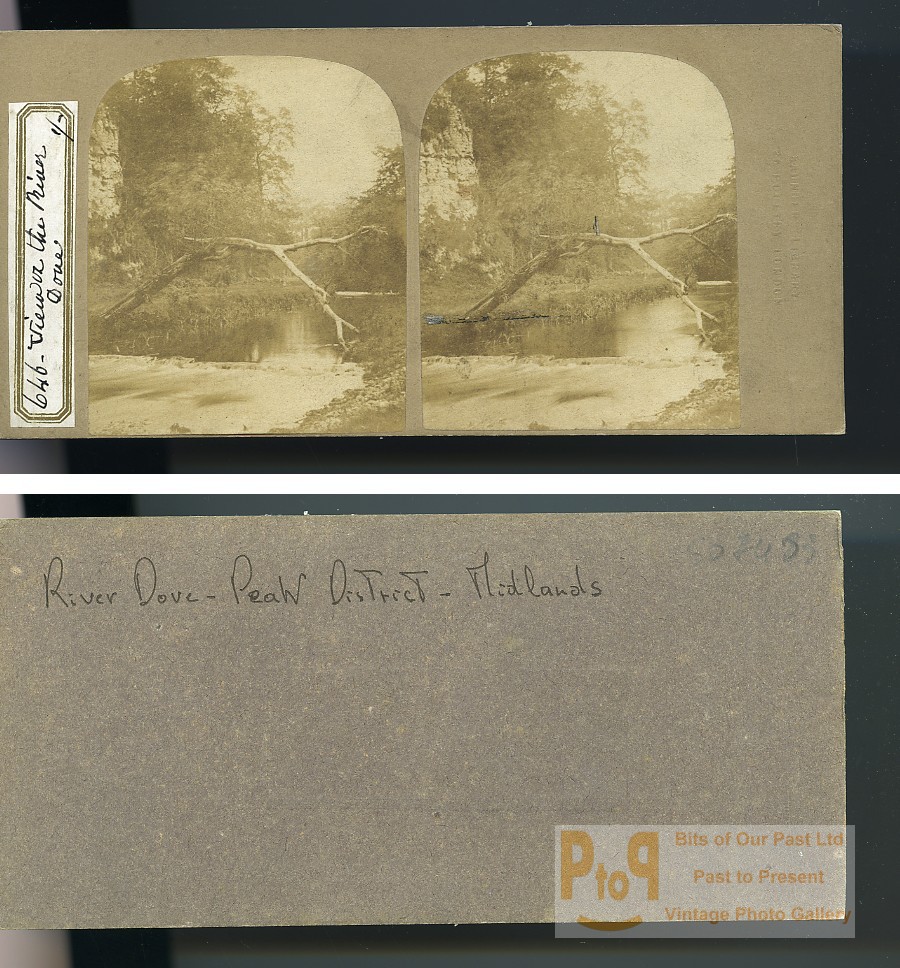 646 - View on the River
Dove
River Dove - Peak District - Midlands
PtoP
Bits of Our Past Ltd
Past to Present
Vintage Photo Gallery